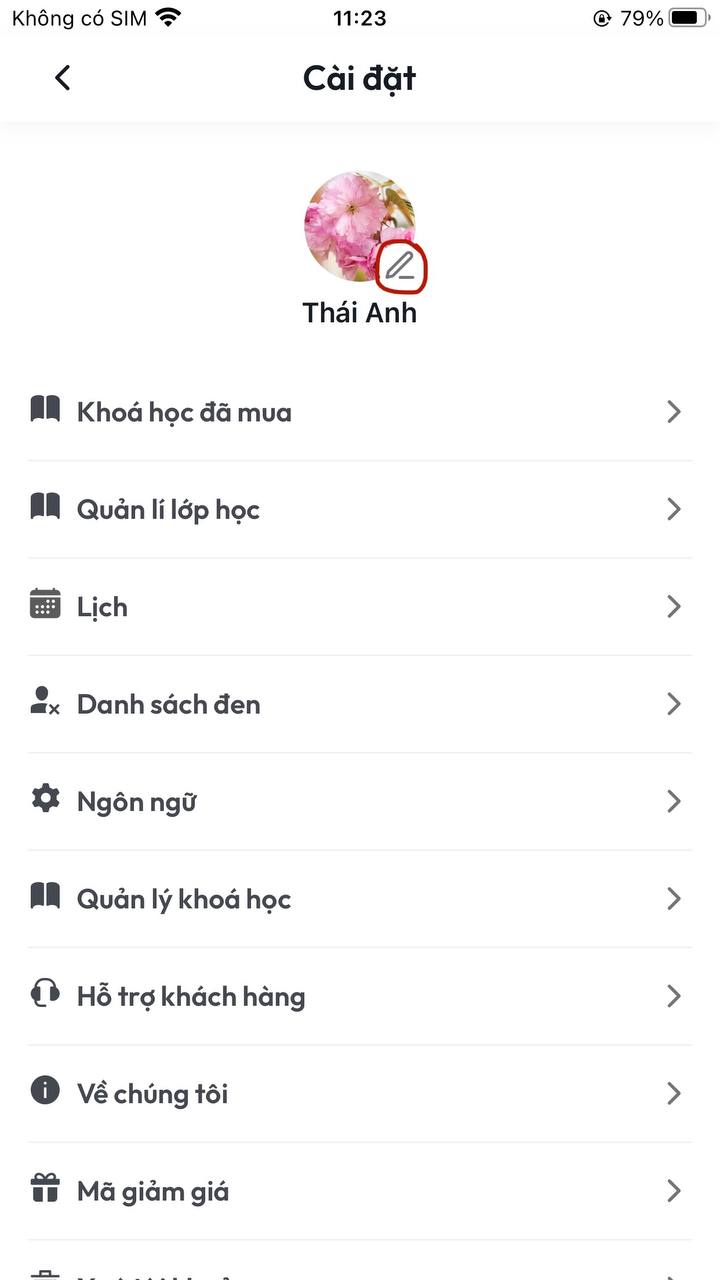 Không có SIM
11:23
79%
Cài đặt
Thái Anh
Khoá học đã mua
Quản lí lớp học
Lịch
Danh sách đen
Ngôn ngữ
Quản lý khoá học
Hỗ trợ khách hàng
Về chúng tôi
Mã giảm giá